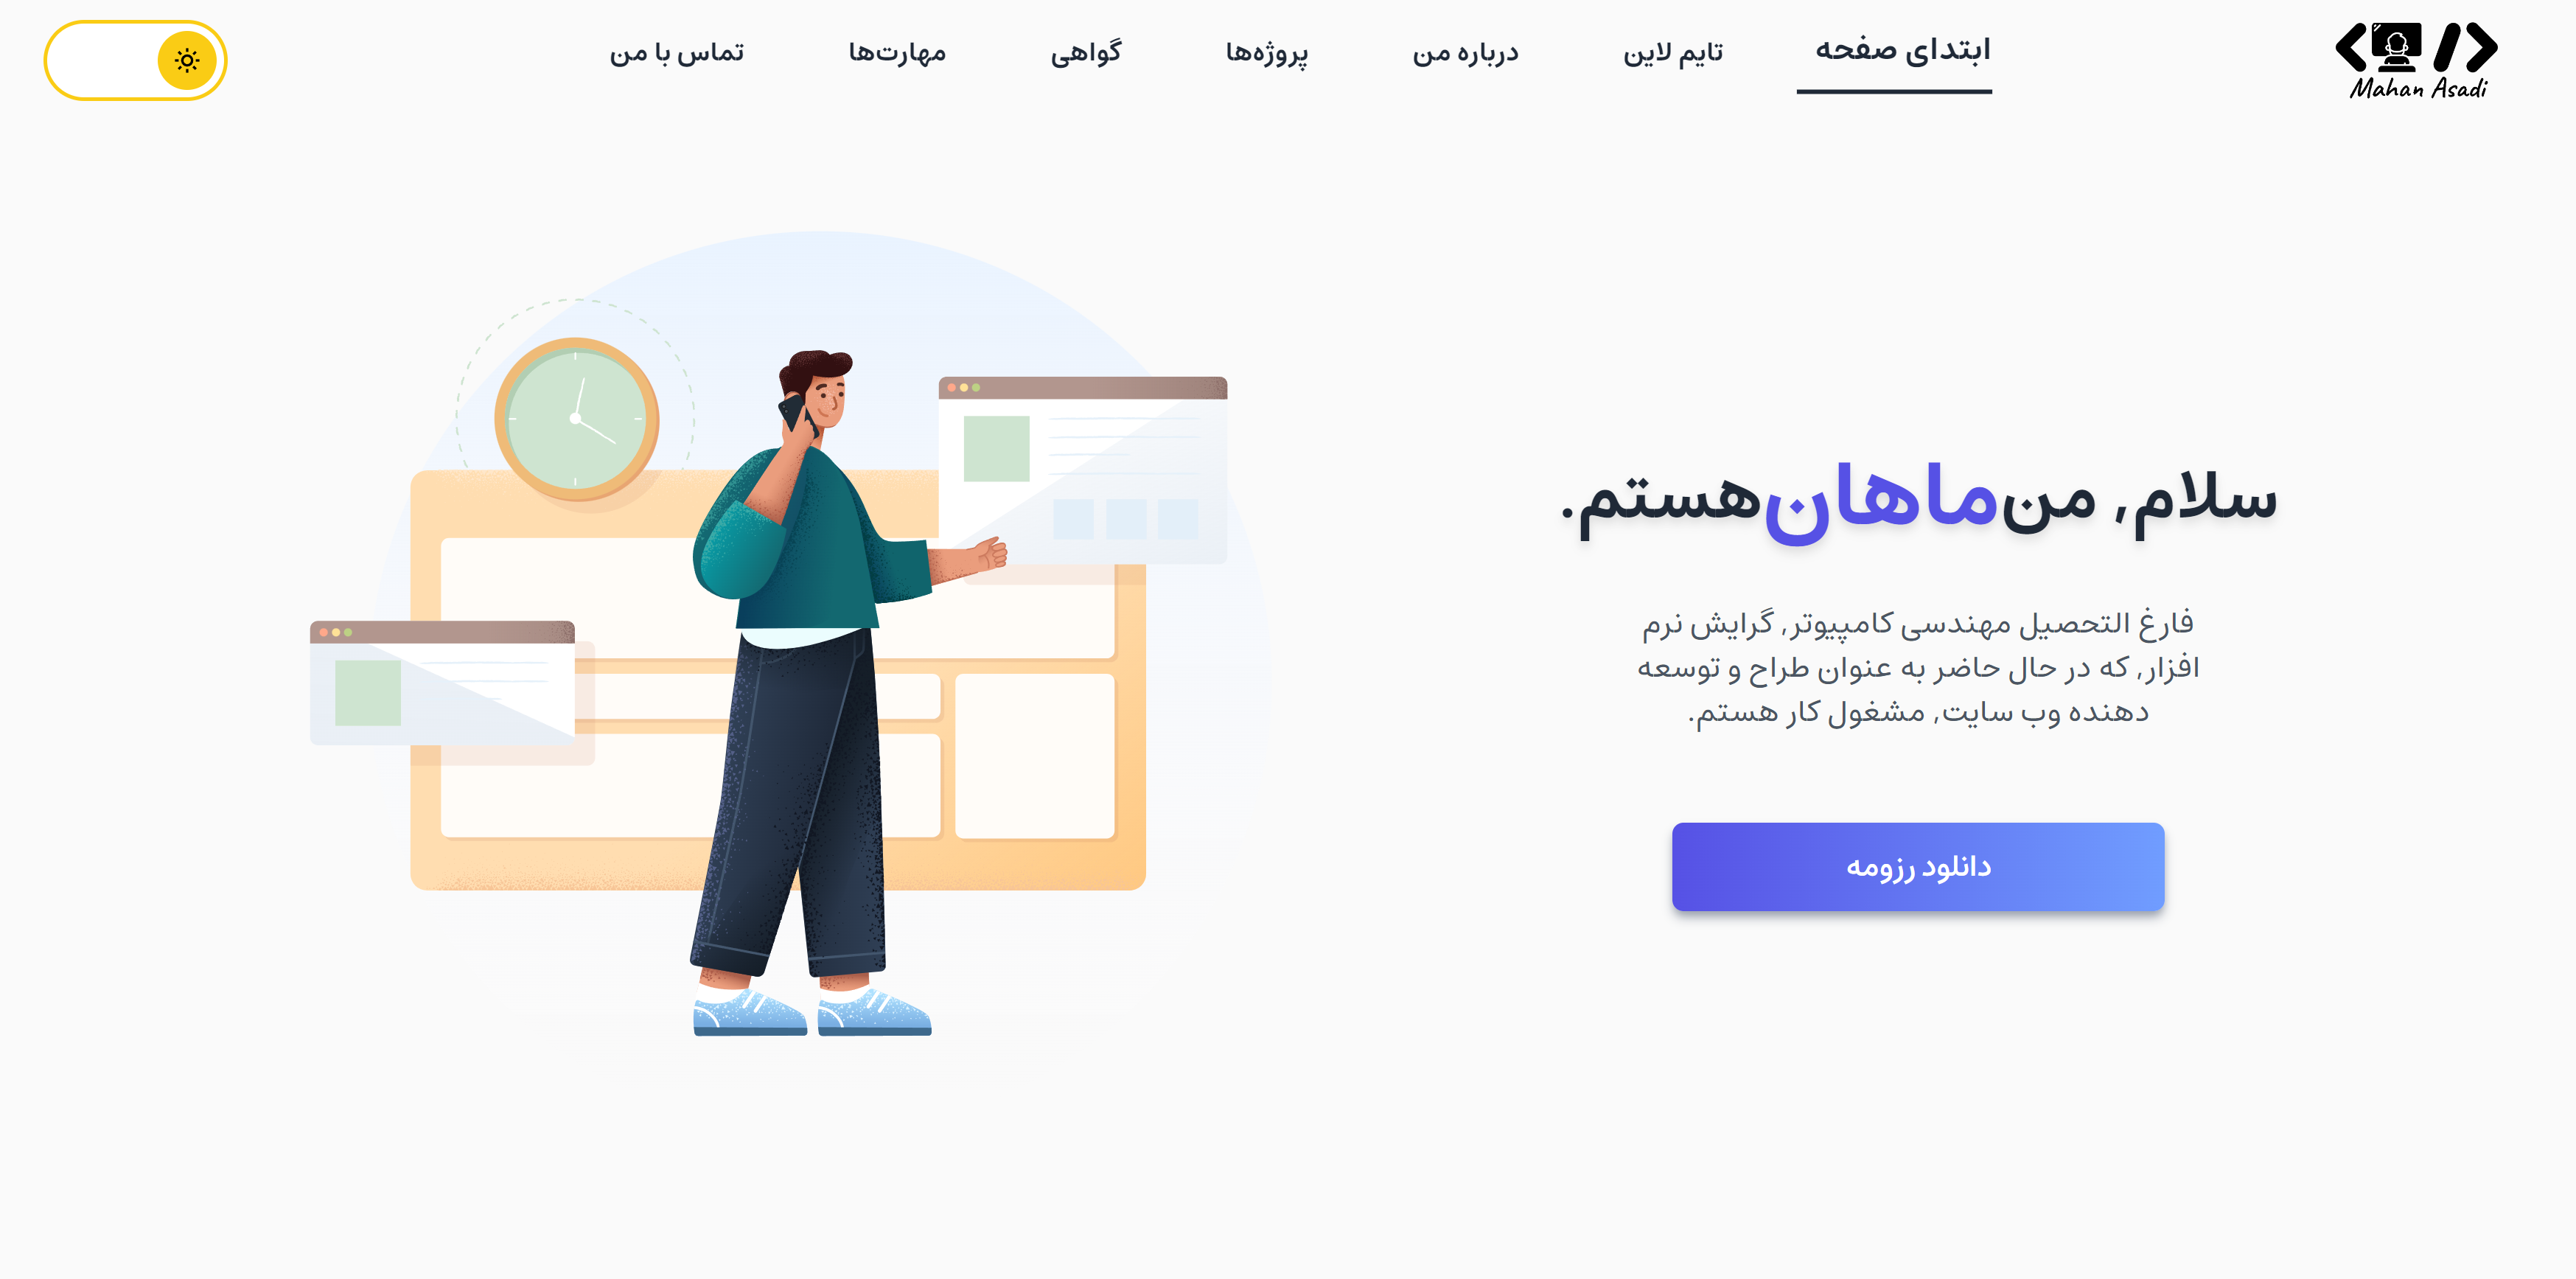 Mahan Asadi
ابتدای صفحه
تایم لاین
درباره من
پروژه‌ها
گواهی
مهارت‌ها
تماس با من
سلام, من ماهان هستم.
فارغ التحصیل مهندسی کامپیوتر, گرایش نرم
افزار, که در حال حاضر به عنوان طراح و توسعه
دهنده وب سایت, مشغول کار هستم.
دانلود رزومه